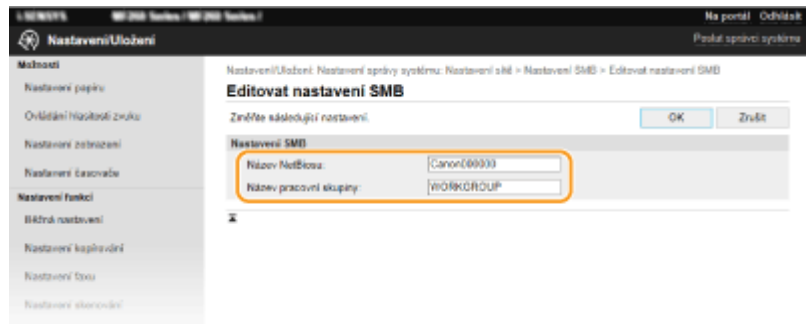 Na portál Odhlásit
Nastavení/Uložení
Poslat správci systému
Možnosti
Nastavení papíru
Ovládání hlasitosti zvuku
Nastavení zobrazení
Nastavení časovače
Nastavení funkcí
Běžná nastavení
Nastavení kopírování
Nastavení faxu
Nastavení skenování
Nastavení/Uložení: Nastavení správy systému: Nastavení sítě > Nastavení SMB > Editovat nastavení SMB
Editovat nastavení SMB
Změňte následující nastavení.
OK
Zrušit
Nastavení SMB
Název NetBiosu: Canon000000
Název pracovní skupiny: WORKGROUP